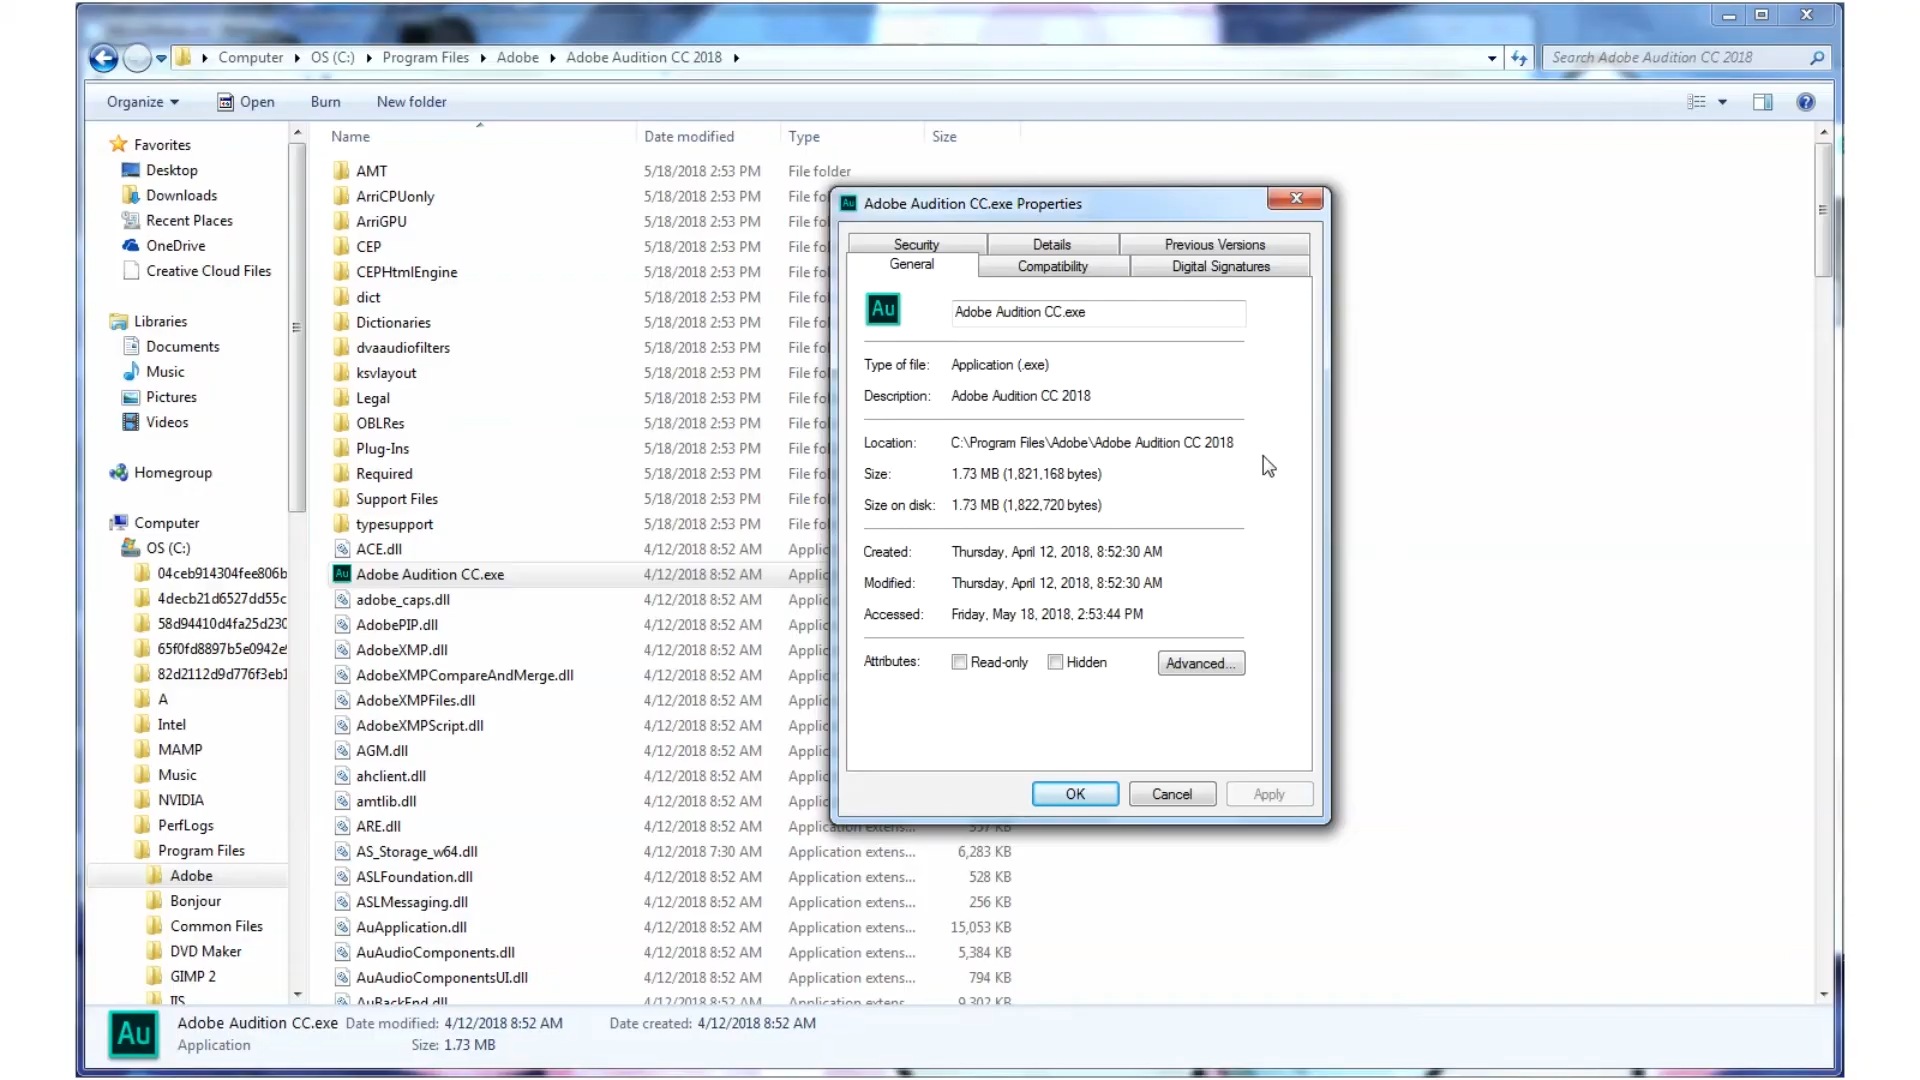 Computer ▸ OS (C:) ▸ Program Files ▸ Adobe ▸ Adobe Audition CC 2018 ▸
Search Adobe Audition CC 2018
Organize Open Burn New folder
Favorites
Desktop
Downloads
Recent Places
OneDrive
Creative Cloud Files
Libraries
Documents
Music
Pictures
Videos
Homegroup
Computer
OS (C:)
04ceb914304fee806b
4decb21d6527dd55c
58d94410d4fa25d230
65f0fd8897b5e0942e
82d2112d9d776f3eb1
A
Intel
MAMP
Music
NVIDIA
PerfLogs
Program Files
Adobe
Bonjour
Common Files
DVD Maker
GIMP 2
IIS
Name Date modified Type Size
AMT 5/18/2018 2:53 PM File folder
ArriCPUonly 5/18/2018 2:53 PM File fol
ArriGPU 5/18/2018 2:53 PM File fol
CEP 5/18/2018 2:53 PM File fol
CEPHtmlEngine 5/18/2018 2:53 PM File fol
dict 5/18/2018 2:53 PM File fol
Dictionaries 5/18/2018 2:53 PM File fol
dvaaudiofilters 5/18/2018 2:53 PM File fol
ksvlayout 5/18/2018 2:53 PM File fol
Legal 5/18/2018 2:53 PM File fol
OBLRes 5/18/2018 2:53 PM File fol
Plug-Ins 5/18/2018 2:53 PM File fol
Required 5/18/2018 2:53 PM File fol
Support Files 5/18/2018 2:53 PM File fol
typesupport 5/18/2018 2:53 PM File fol
ACE.dll 4/12/2018 8:52 AM Applic
Au Adobe Audition CC.exe 4/12/2018 8:52 AM Applic
adobe_caps.dll 4/12/2018 8:52 AM Applic
AdobePIP.dll 4/12/2018 8:52 AM Applic
AdobeXMP.dll 4/12/2018 8:52 AM Applic
AdobeXMPCompareAndMerge.dll 4/12/2018 8:52 AM Applic
AdobeXMPFiles.dll 4/12/2018 8:52 AM Applic
AdobeXMPScript.dll 4/12/2018 8:52 AM Applic
AGM.dll 4/12/2018 8:52 AM Applic
ahclient.dll 4/12/2018 8:52 AM Applic
amtlib.dll 4/12/2018 8:52 AM Applic
ARE.dll 4/12/2018 8:52 AM Application extens... 357 KB
AS_Storage_w64.dll 4/12/2018 7:30 AM Application extens... 6,283 KB
ASLFoundation.dll 4/12/2018 8:52 AM Application extens... 528 KB
ASLMessaging.dll 4/12/2018 8:52 AM Application extens... 256 KB
AuApplication.dll 4/12/2018 8:52 AM Application extens... 15,053 KB
AuAudioComponents.dll 4/12/2018 8:52 AM Application extens... 5,384 KB
AuAudioComponentsUI.dll 4/12/2018 8:52 AM Application extens... 794 KB
AuBackEnd.dll 4/12/2018 8:52 AM Application extens... 9,302 KB
Au Adobe Audition CC.exe Properties
Security Details Previous Versions
General Compatibility Digital Signatures
Au Adobe Audition CC.exe
Type of file: Application (.exe)
Description: Adobe Audition CC 2018
Location: C:\Program Files\Adobe\Adobe Audition CC 2018
Size: 1.73 MB (1,821,168 bytes)
Size on disk: 1.73 MB (1,822,720 bytes)
Created: Thursday, April 12, 2018, 8:52:30 AM
Modified: Thursday, April 12, 2018, 8:52:30 AM
Accessed: Friday, May 18, 2018, 2:53:44 PM
Attributes: Read-only Hidden Advanced...
OK Cancel Apply
Au Adobe Audition CC.exe Date modified: 4/12/2018 8:52 AM Date created: 4/12/2018 8:52 AM
Application Size: 1.73 MB